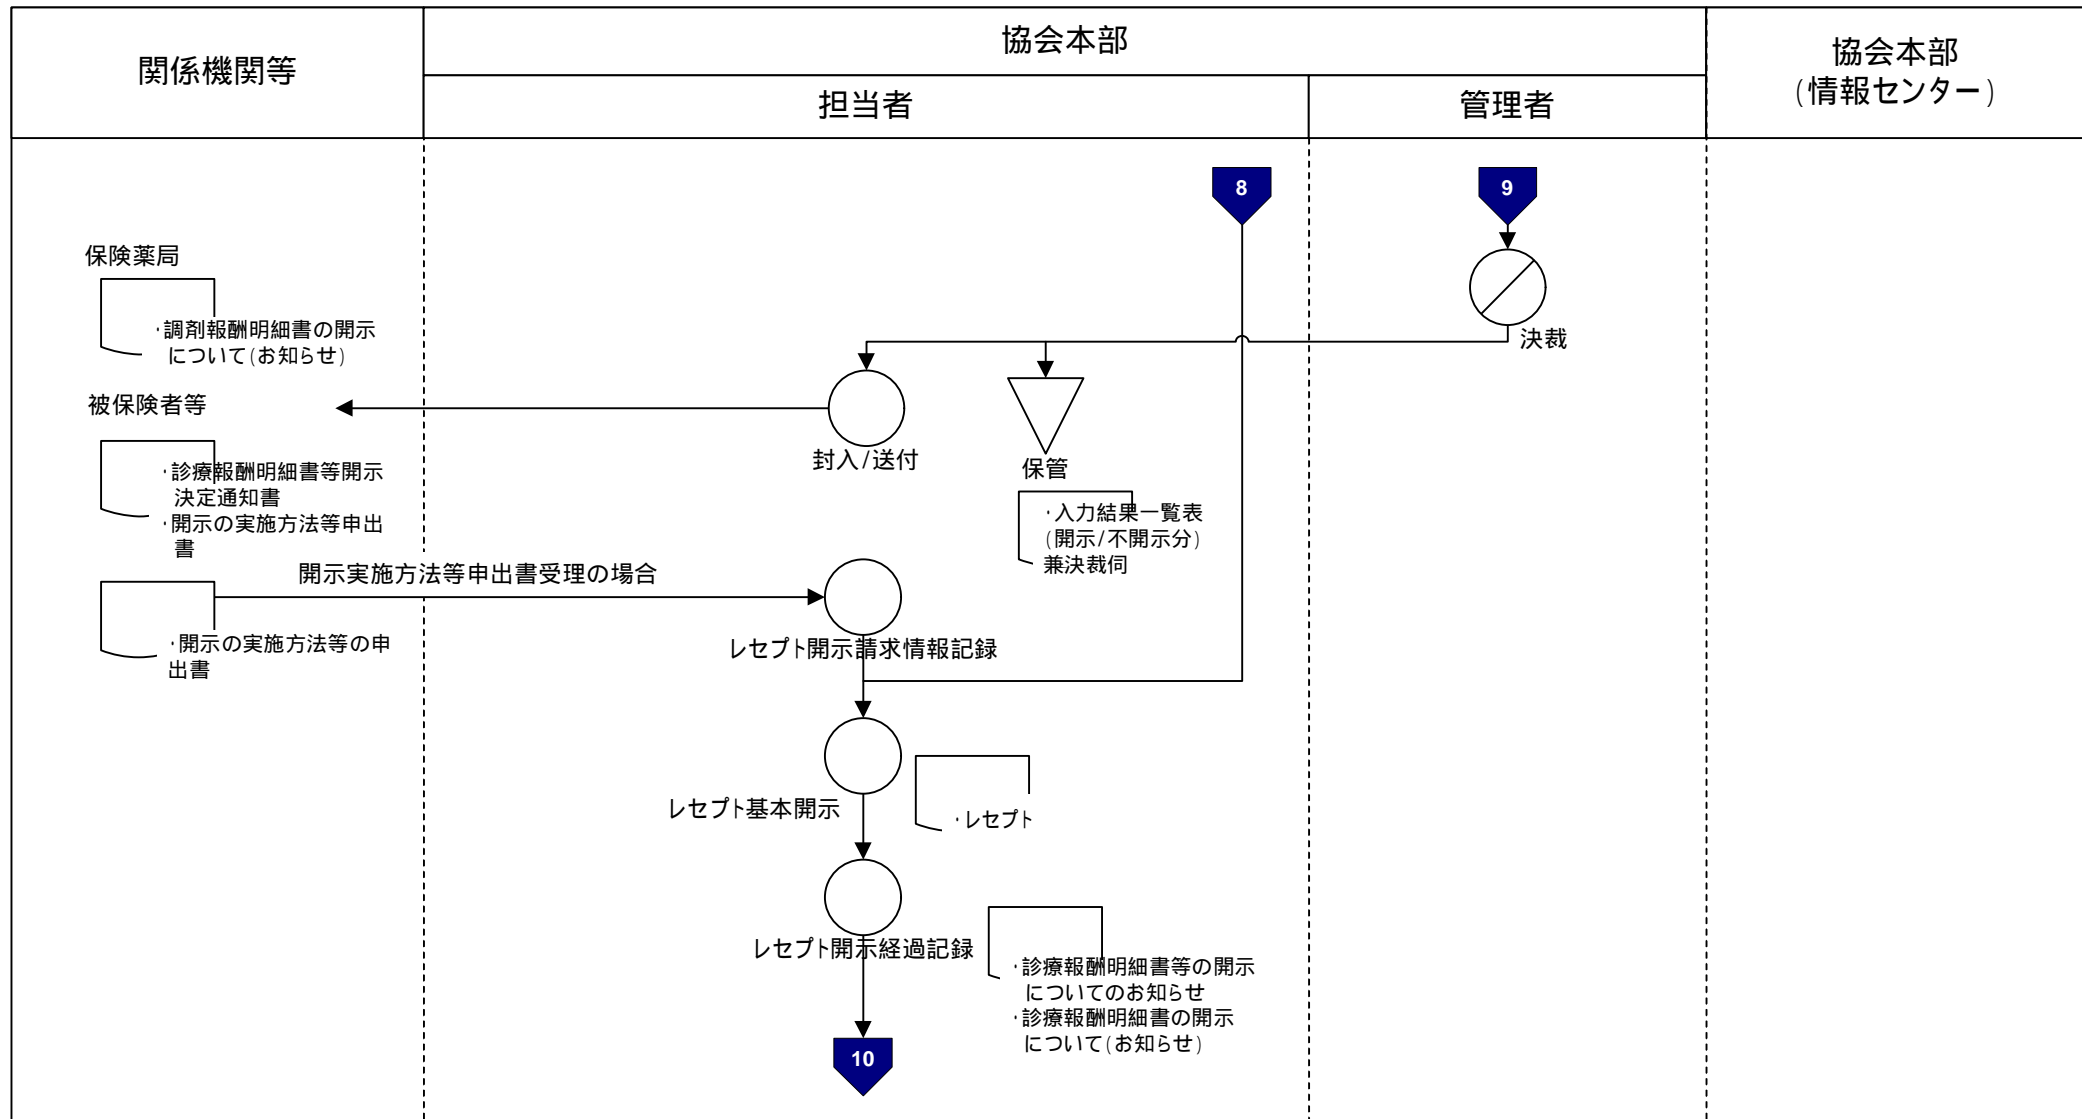 関係機関等
協会本部
担当者
管理者
協会本部
(情報センター)
8
9
保険薬局
・調剤報酬明細書の開示
について(お知らせ)
決裁
被保険者等
・診療報酬明細書等開示
決定通知書
・開示の実施方法等申出
書
封入/送付
保管
・入力結果一覧表
(開示/不開示分)
兼決裁伺
開示実施方法等申出書受理の場合
・開示の実施方法等の申
出書
レセプト開示請求情報記録
レセプト基本開示
・レセプト
レセプト開示経過記録
・診療報酬明細書等の開示
についてのお知らせ
・診療報酬明細書の開示
について(お知らせ)
10